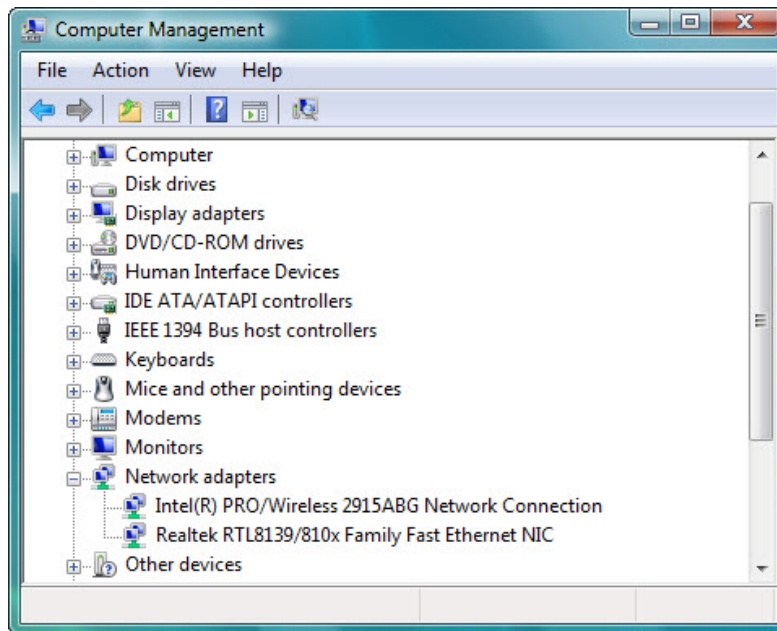 Computer Management
File Action View Help
Computer
Disk drives
Display adapters
DVD/CD-ROM drives
Human Interface Devices
IDE ATA/ATAPI controllers
IEEE 1394 Bus host controllers
Keyboards
Mice and other pointing devices
Modems
Monitors
Network adapters
Intel(R) PRO/Wireless 2915ABG Network Connection
Realtek RTL8139/810x Family Fast Ethernet NIC
Other devices